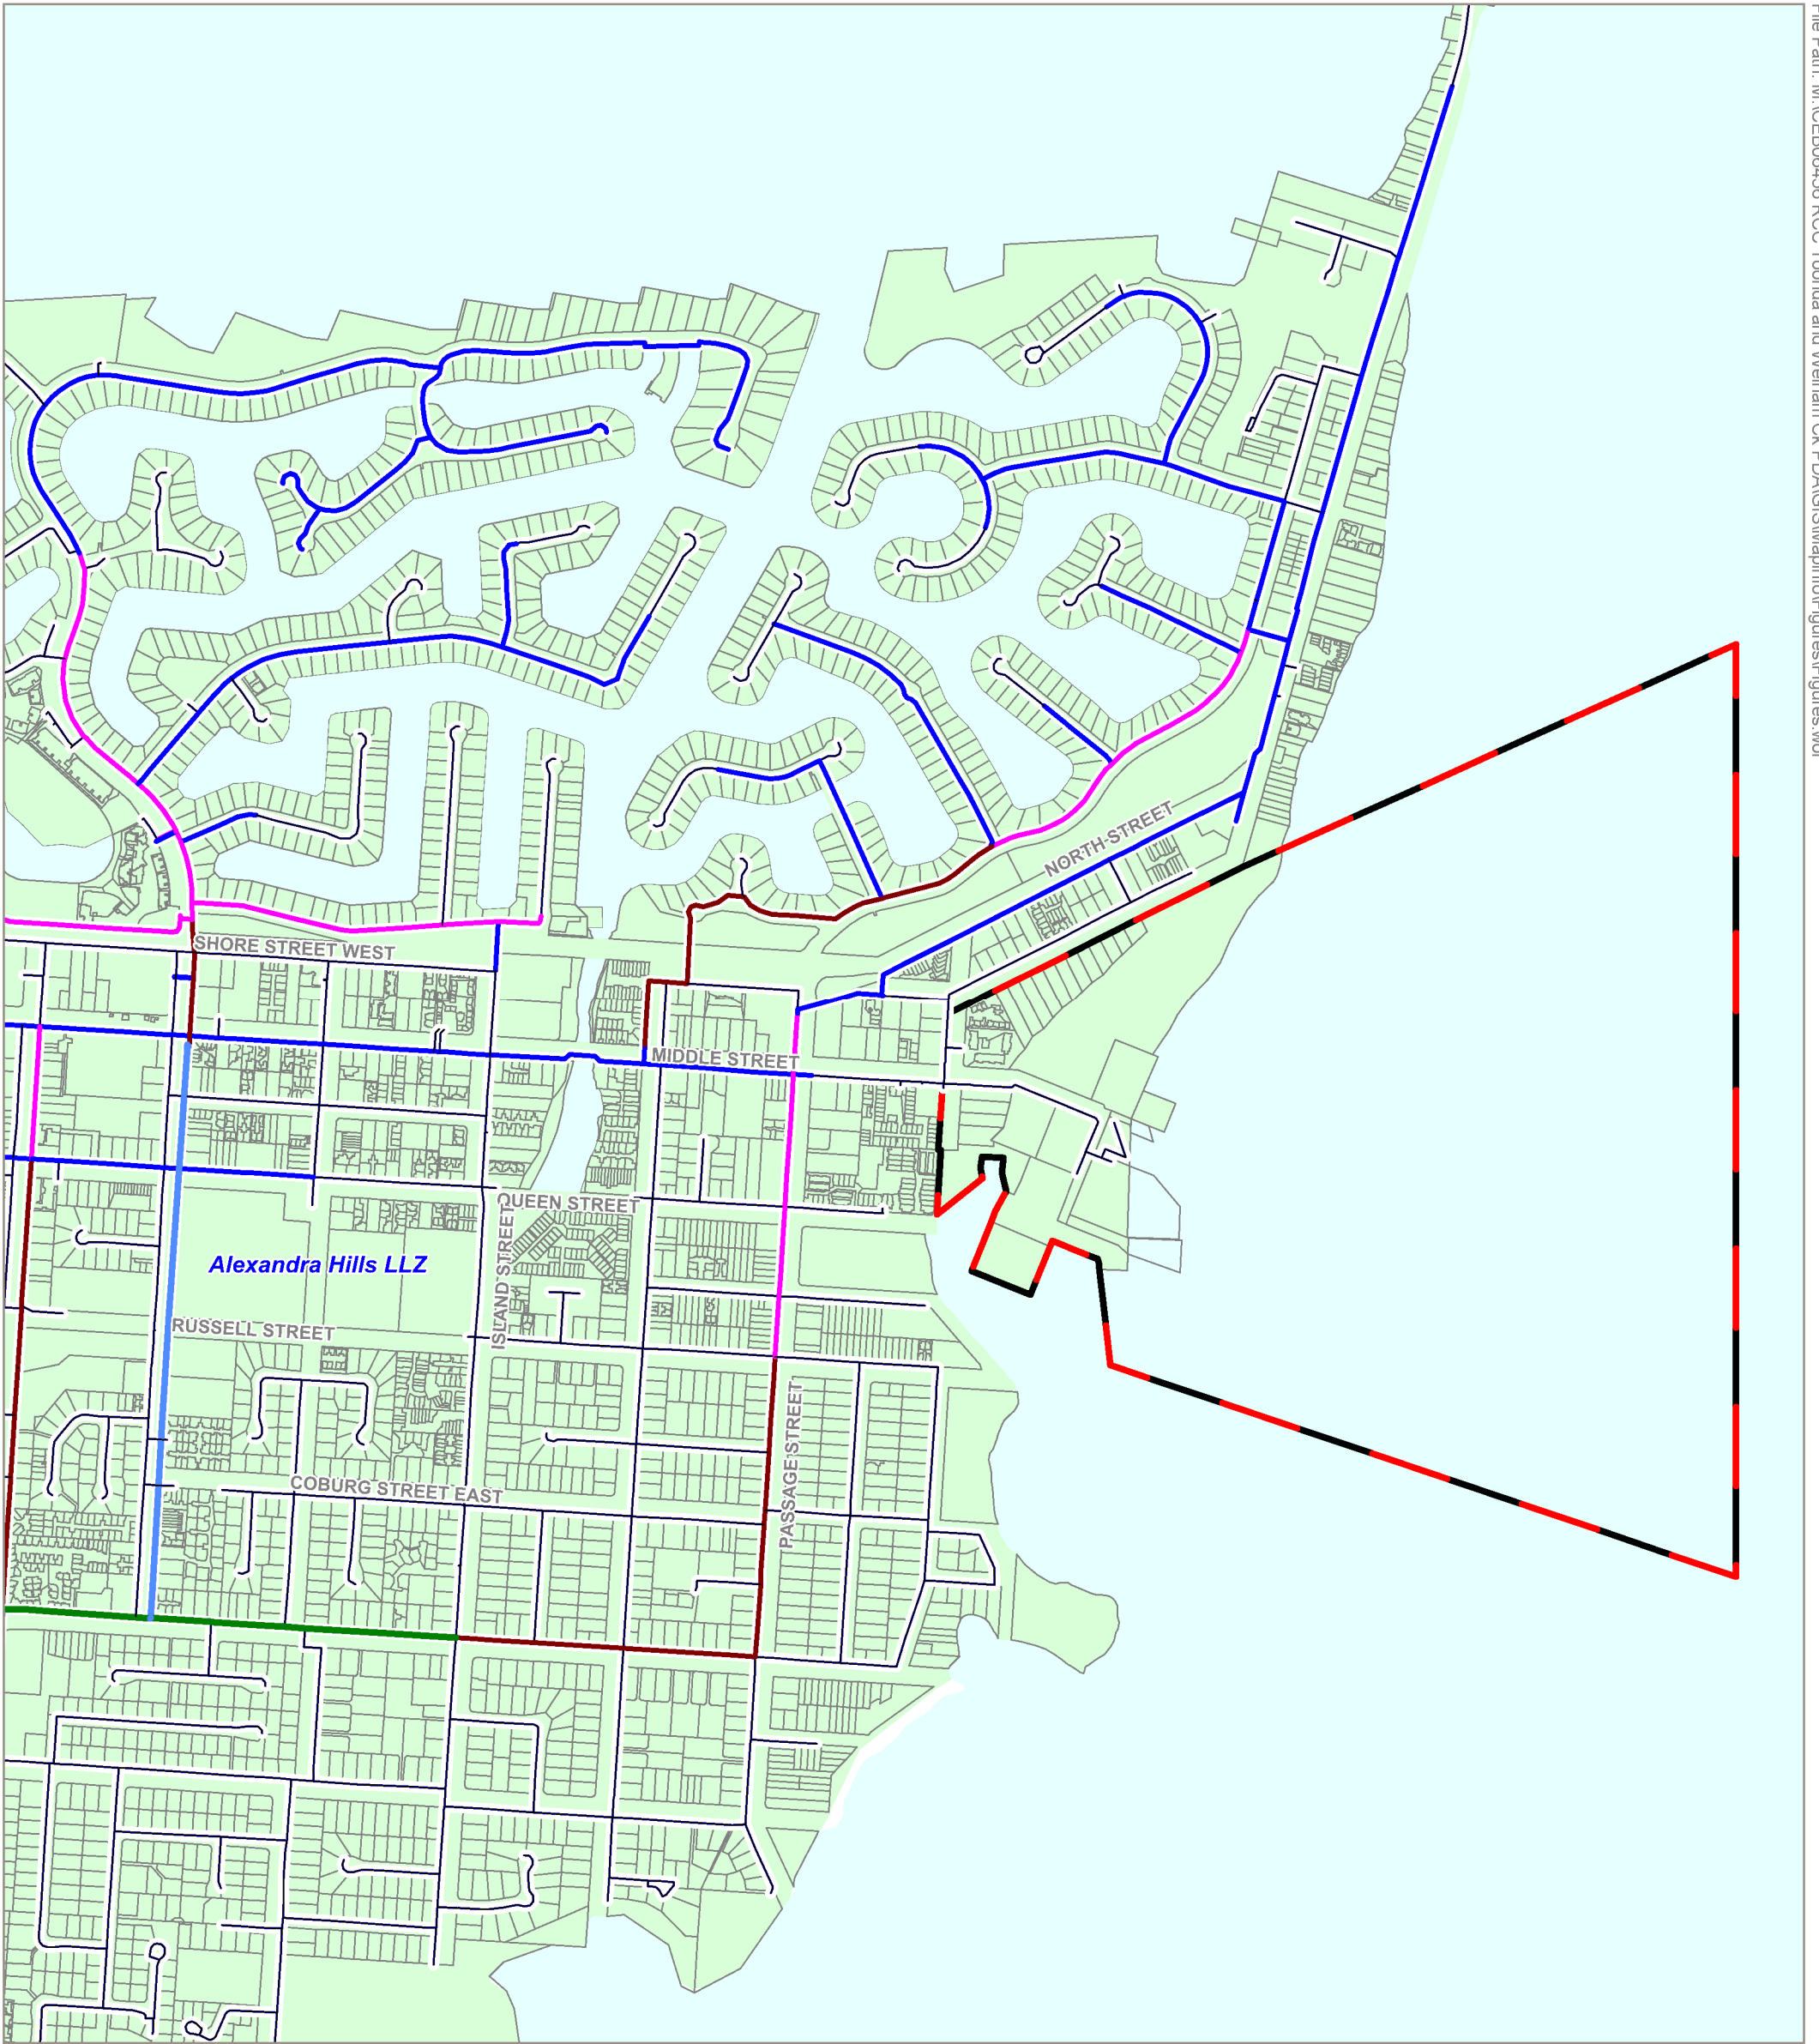 NORTH STREET
SHORE STREET WEST
MIDDLE STREET
QUEEN STREET
ISLAND STREET
Alexandra Hills LLZ
RUSSELL STREET
PASSAGE STREET
COBURG STREET EAST